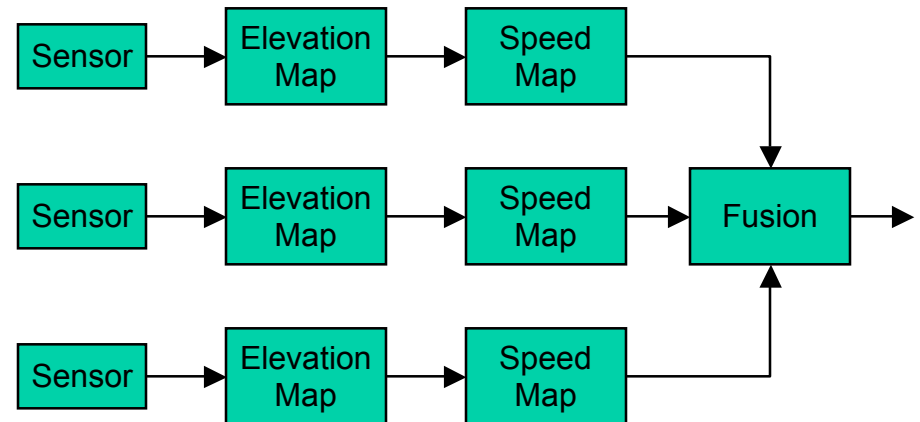 Sensor
Elevation
Map
Speed
Map
Sensor
Elevation
Map
Speed
Map
Fusion
Sensor
Elevation
Map
Speed
Map